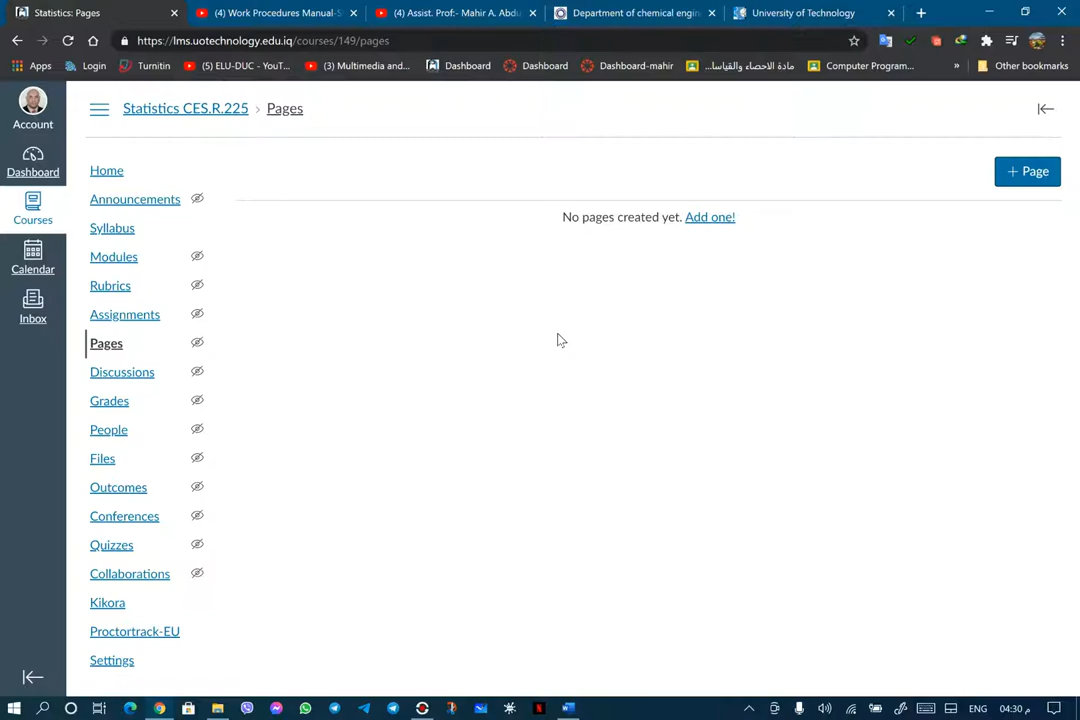 Statistics: Pages
(4) Work Procedures Manual-S
(4) Assist. Prof:- Mahir A. Abdu
Department of chemical engin
University of Technology
https://lms.uotechnology.edu.iq/courses/149/pages
Apps
Login
Turnitin
(5) ELU-DUC - YouT...
(3) Multimedia and...
Dashboard
Dashboard
Dashboard-mahir
مادة الاحصاء والقياسا...
Computer Program...
»
Other bookmarks
Account
Dashboard
Courses
Calendar
Inbox
Statistics CES.R.225 › Pages
Home
Announcements
Syllabus
Modules
Rubrics
Assignments
Pages
Discussions
Grades
People
Files
Outcomes
Conferences
Quizzes
Collaborations
Kikora
Proctortrack-EU
Settings
+ Page
No pages created yet. Add one!
ENG
04:30 م